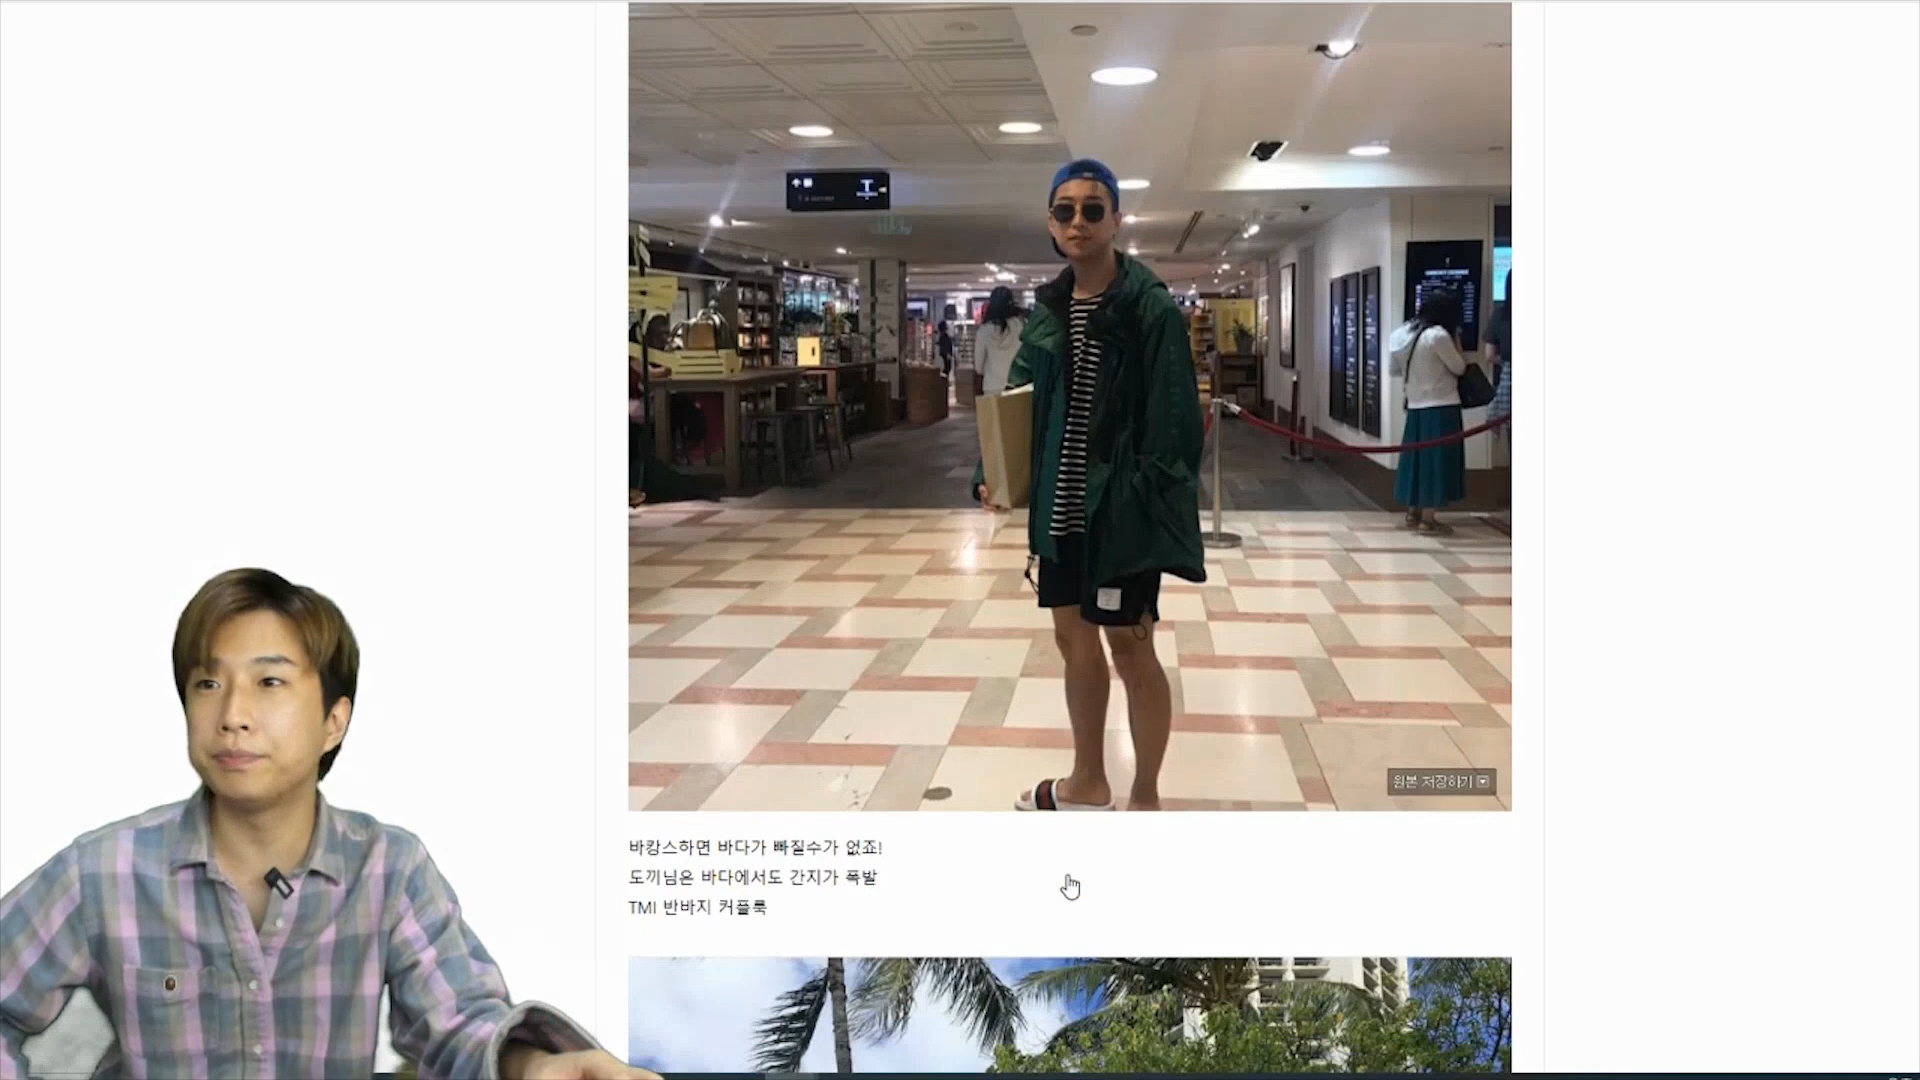 원본 저장하기
바캉스하면 바다가 빠질수가 없죠!
도끼님은 바다에서도 간지가 폭발
TMI 반바지 커플룩